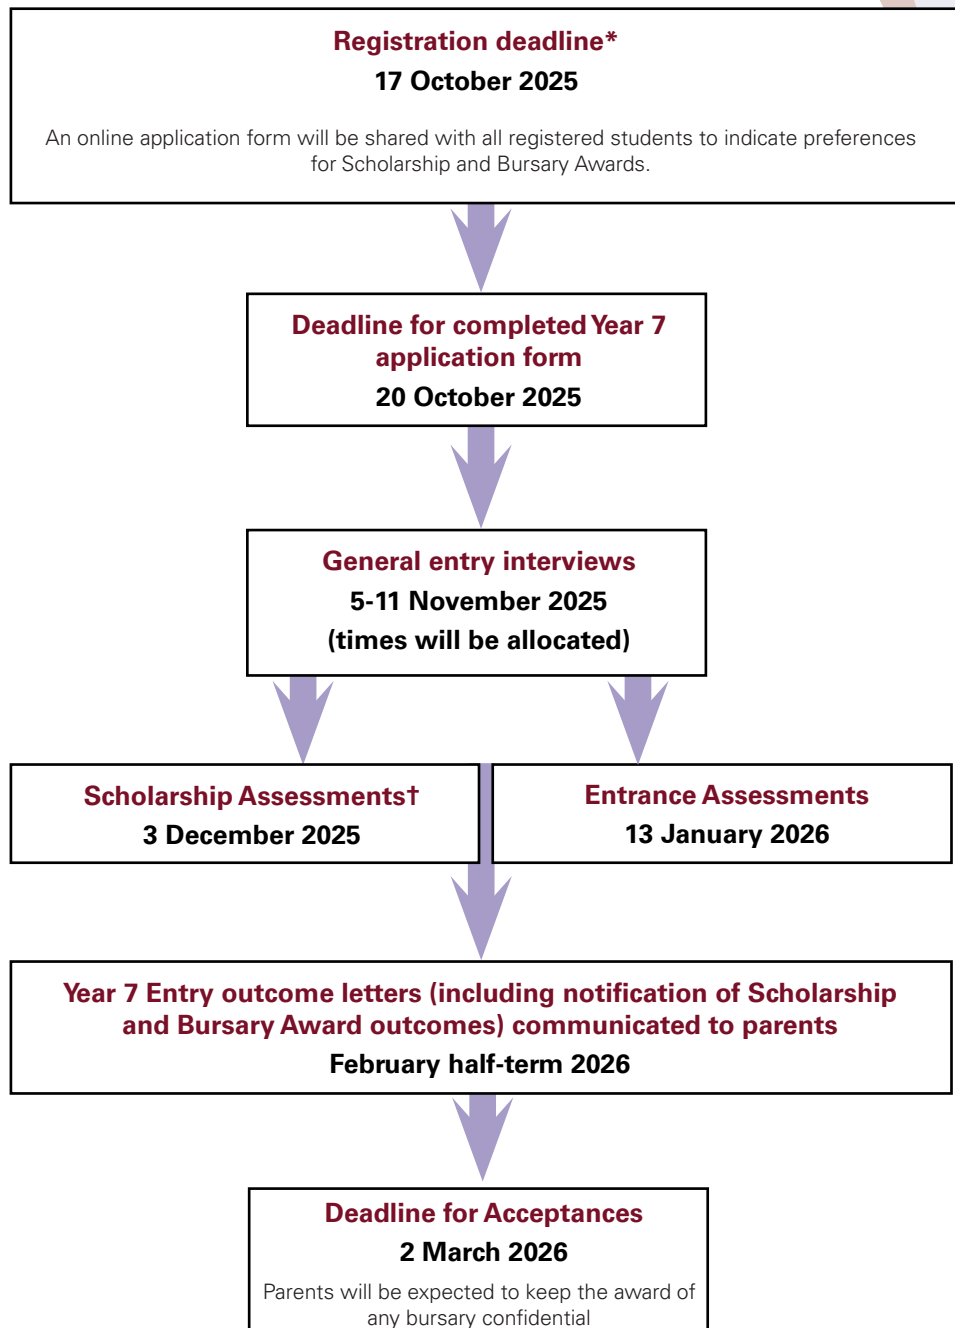 Registration deadline*
17 October 2025
An online application form will be shared with all registered students to indicate preferences
for Scholarship and Bursary Awards.
Deadline for completed Year 7
application form
20 October 2025
General entry interviews
5-11 November 2025
(times will be allocated)
Scholarship Assessments†
3 December 2025
Entrance Assessments
13 January 2026
Year 7 Entry outcome letters (including notification of Scholarship
and Bursary Award outcomes) communicated to parents
February half-term 2026
Deadline for Acceptances
2 March 2026
Parents will be expected to keep the award of
any bursary confidential